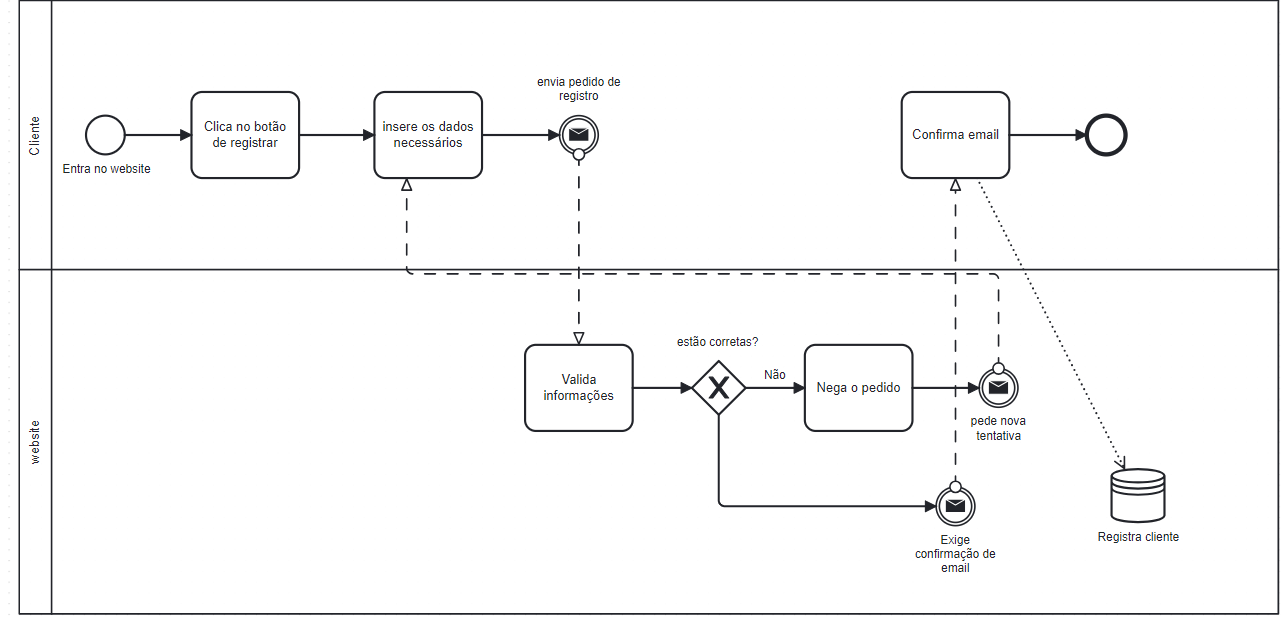 Cliente
envia pedido de
registro
Clica no botão
de registrar
insere os dados
necessários
Confirma email
Entra no website
website
estão corretas?
Não
Valida
informações
Nega o pedido
pede nova
tentativa
Exige
confirmação de
email
Registra cliente